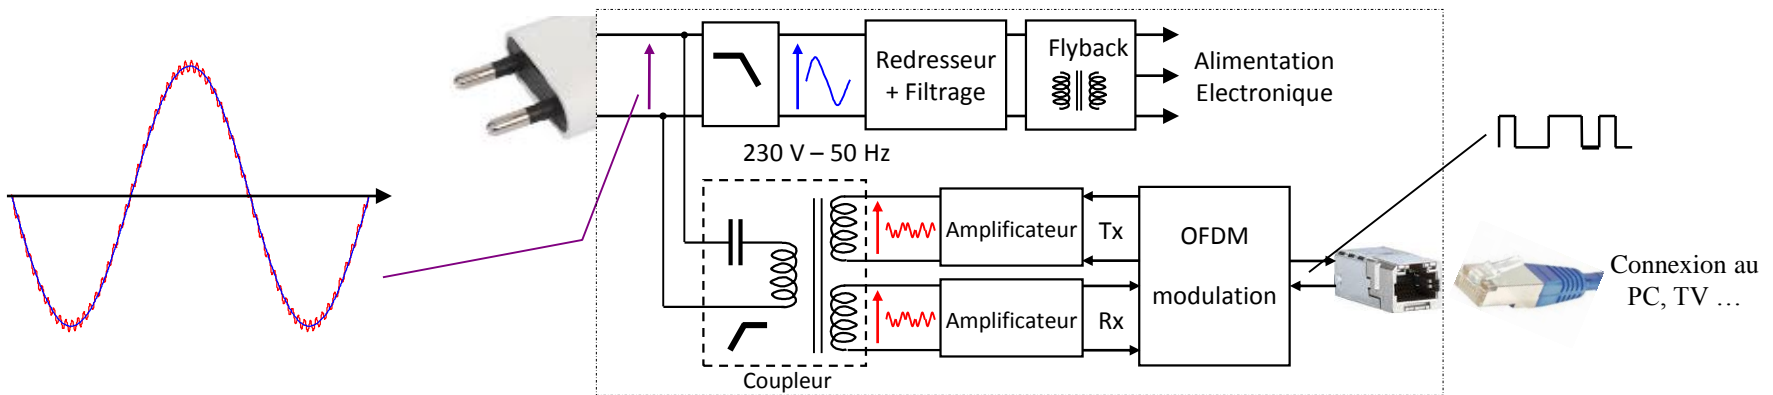 Redresseur
+ Filtrage
Flyback
Alimentation
Electronique
230 V – 50 Hz
Amplificateur
Tx
OFDM
modulation
Amplificateur
Rx
Coupleur
Connexion au
PC, TV ...